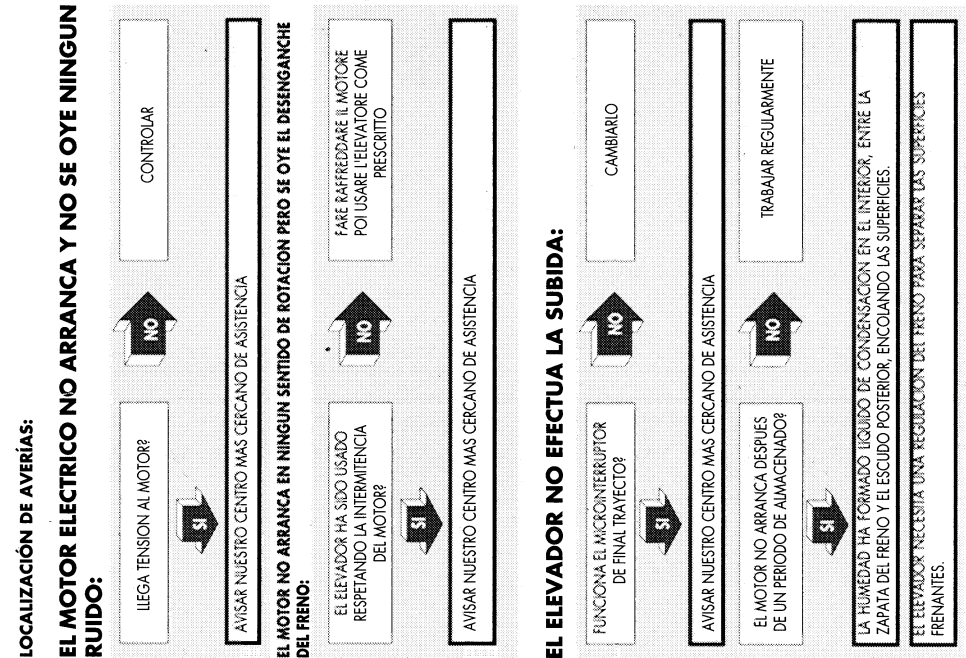 LOCALIZACIÓN DE AVERÍAS:
EL MOTOR ELECTRICO NO ARRANCA Y NO SE OYE NINGUN
RUIDO:
LLEGA TENSION AL MOTOR?
NO
CONTROLAR
SI
AVISAR NUESTRO CENTRO MAS CERCANO DE ASISTENCIA
EL MOTOR NO ARRANCA EN NINGUN SENTIDO DE ROTACION PERO SE OYE EL DESENGANCHE
DEL FRENO:
EL ELEVADOR HA SIDO USADO
RESPETANDO LA INTERMITENCIA
DEL MOTOR?
NO
FARE RAFFREDDARE IL MOTORE
POI USARE L'ELEVATORE COME
PRESCRITTO
SI
AVISAR NUESTRO CENTRO MAS CERCANO DE ASISTENCIA
EL ELEVADOR NO EFECTUA LA SUBIDA:
FUNCIONA EL MICROINTERRUPTOR
DE FINAL TRAYECTO?
NO
CAMBIARLO
SI
AVISAR NUESTRO CENTRO MAS CERCANO DE ASISTENCIA
EL MOTOR NO ARRANCA DESPUES
DE UN PERIODO DE ALMACENADO?
NO
TRABAJAR REGULARMENTE
SI
LA HUMEDAD HA FORMADO LIQUIDO DE CONDENSACION EN EL INTERIOR, ENTRE LA
ZAPATA DEL FRENO Y EL ESCUDO POSTERIOR, ENCOLANDO LAS SUPERFICIES.
EL ELEVADOR NECESITA UNA REGULACION DEL FRENO PARA SEPARAR LAS SUPERFICIES
FRENANTES.